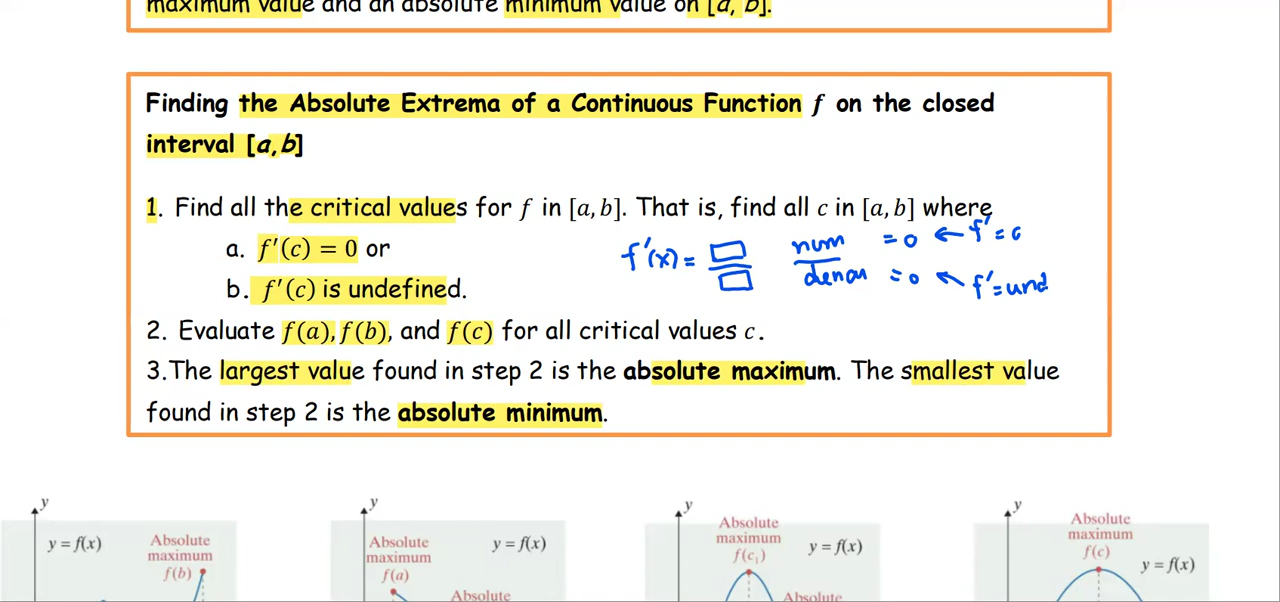 maximum value and an absolute minimum value on [a, b].
Finding the Absolute Extrema of a Continuous Function f on the closed
interval [a,b]
1. Find all the critical values for f in [a,b]. That is, find all c in [a,b] where
a. f′(c) = 0 or
f'(x) = □/□
num = 0 ← f' = 0
b. f′(c) is undefined.
denom = 0 ← f' = und
2. Evaluate f(a), f(b), and f(c) for all critical values c.
3.The largest value found in step 2 is the absolute maximum. The smallest value
found in step 2 is the absolute minimum.
y
y = f(x)
Absolute
maximum
f(b)
y
Absolute
maximum
f(a)
y = f(x)
Absolute
y
Absolute
maximum
f(c₁)
y = f(x)
Absolute
y
Absolute
maximum
f(c)
y = f(x)